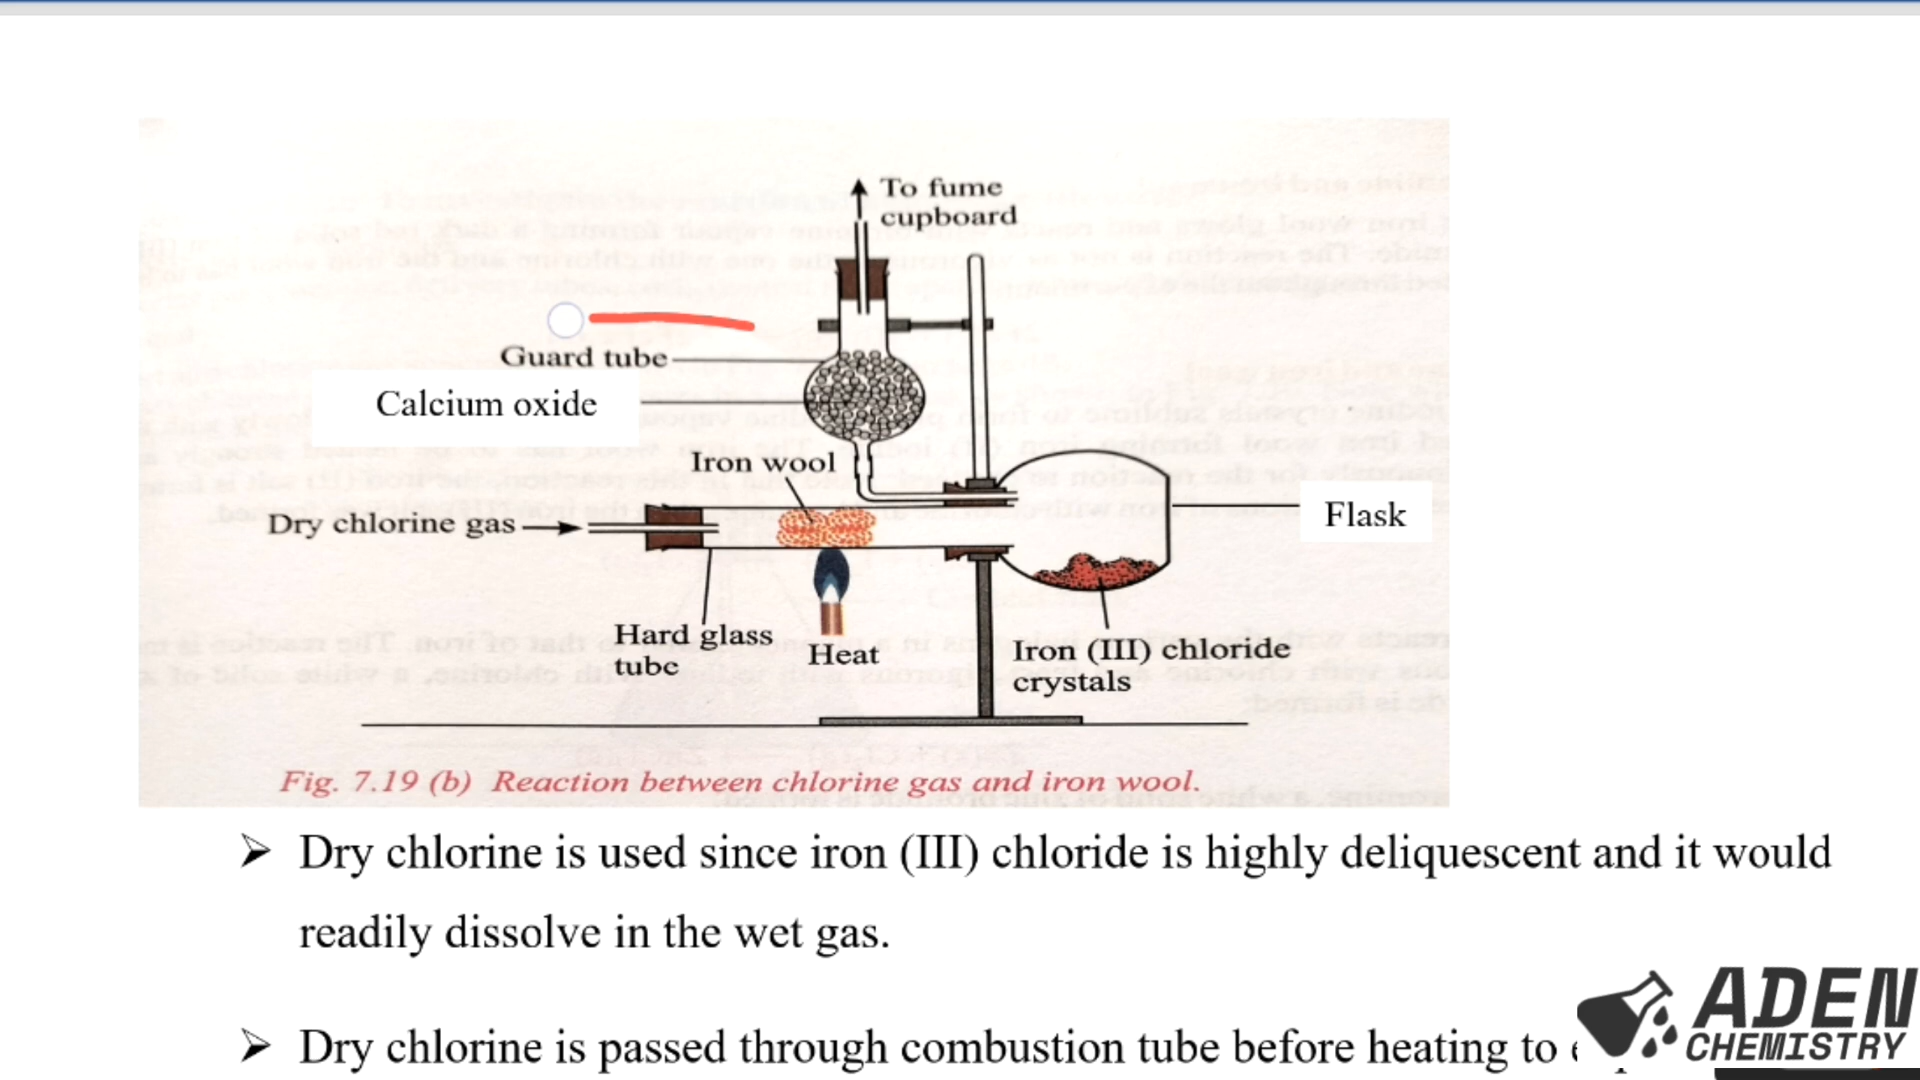 To fume
cupboard
Guard tube
Calcium oxide
Iron wool
Dry chlorine gas
Flask
Hard glass
tube
Heat
Iron (III) chloride
crystals
Fig. 7.19 (b) Reaction between chlorine gas and iron wool.
➢ Dry chlorine is used since iron (III) chloride is highly deliquescent and it would
readily dissolve in the wet gas.
➢ Dry chlorine is passed through combustion tube before heating to
ADEN
CHEMISTRY